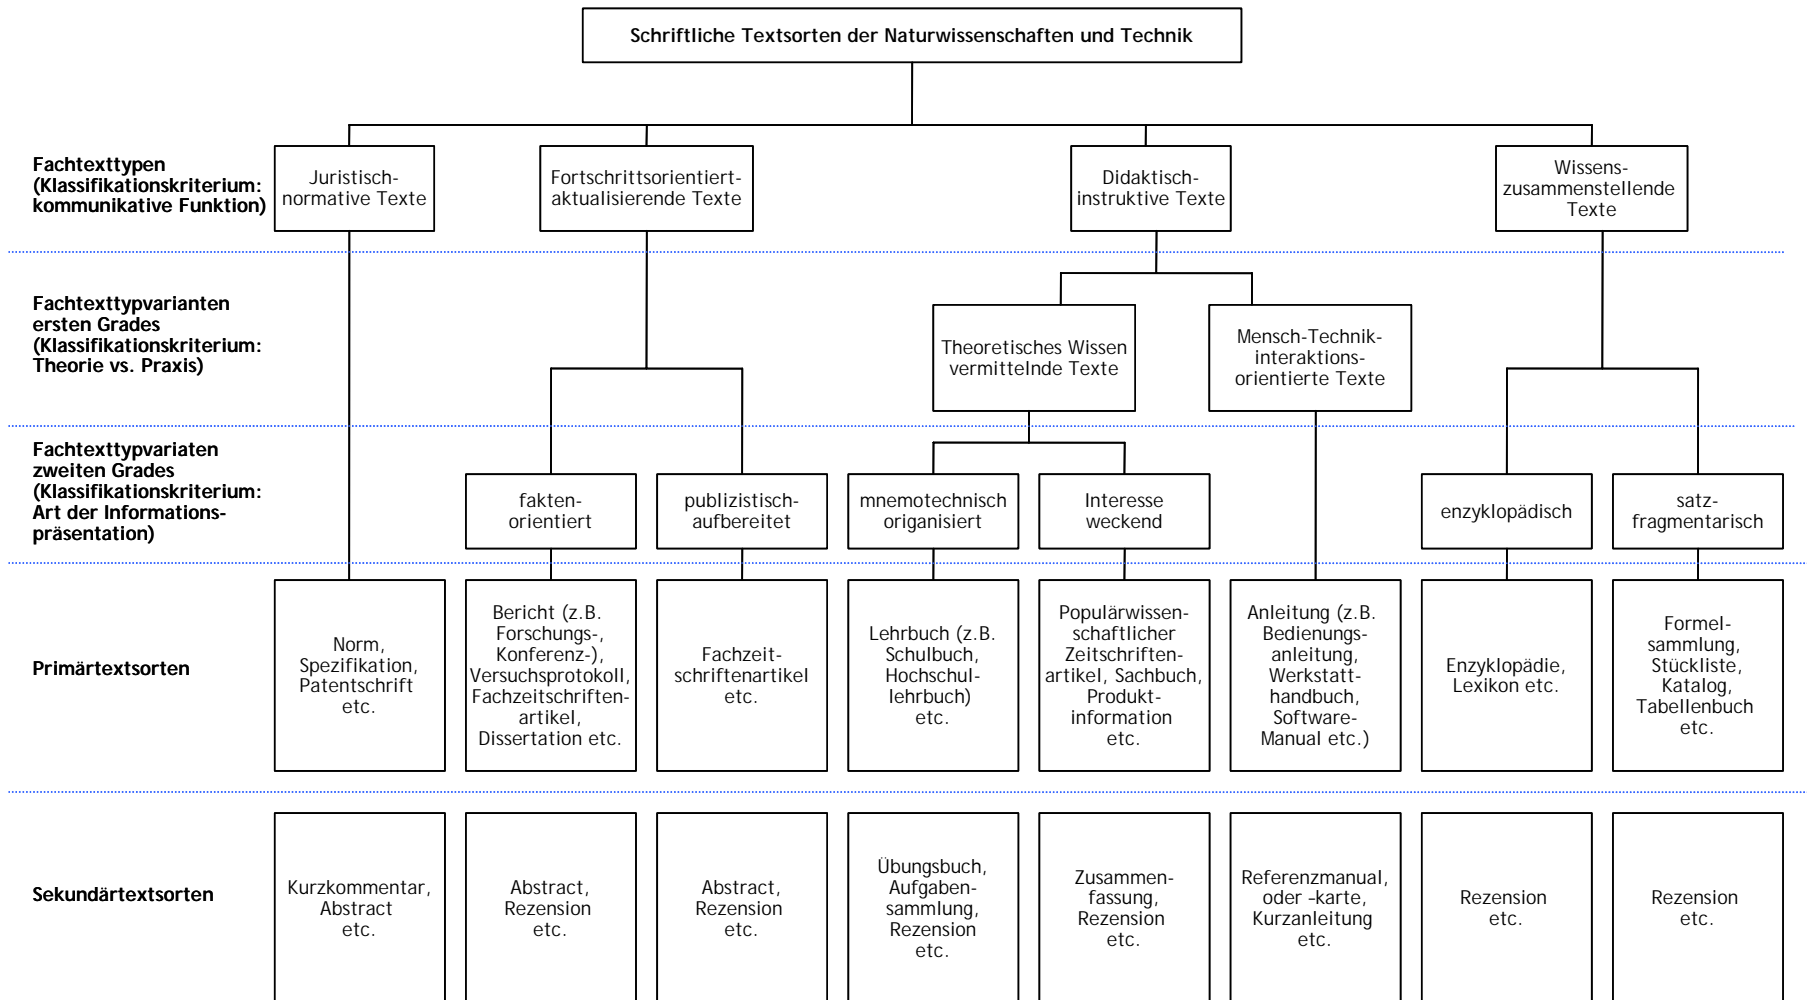 Schriftliche Textsorten der Naturwissenschaften und Technik
Fachtexttypen
(Klassifikationskriterium:
kommunikative Funktion)
Juristisch-
normative Texte
Fortschrittsorientiert-
aktualisierende Texte
Didaktisch-
instruktive Texte
Wissens-
zusammenstellende
Texte
Fachtexttypvarianten
ersten Grades
(Klassifikationskriterium:
Theorie vs. Praxis)
Theoretisches Wissen
vermittelnde Texte
Mensch-Technik-
interaktions-
orientierte Texte
Fachtexttypvariaten
zweiten Grades
(Klassifikationskriterium:
Art der Informations-
präsentation)
fakten-
orientiert
publizistisch-
aufbereitet
mnemotechnisch
origanisiert
Interesse
weckend
enzyklopädisch
satz-
fragmentarisch
Primärtextsorten
Norm,
Spezifikation,
Patentschrift
etc.
Bericht (z.B.
Forschungs-,
Konferenz-),
Versuchsprotokoll,
Fachzeitschriften-
artikel,
Dissertation etc.
Fachzeit-
schriftenartikel
etc.
Lehrbuch (z.B.
Schulbuch,
Hochschul-
lehrbuch)
etc.
Populärwissen-
schaftlicher
Zeitschriften-
artikel, Sachbuch,
Produkt-
information
etc.
Anleitung (z.B.
Bedienungs-
anleitung,
Werkstatt-
handbuch,
Software-
Manual etc.)
Enzyklopädie,
Lexikon etc.
Formel-
sammlung,
Stückliste,
Katalog,
Tabellenbuch
etc.
Sekundärtextsorten
Kurzkommentar,
Abstract
etc.
Abstract,
Rezension
etc.
Abstract,
Rezension
etc.
Übungsbuch,
Aufgaben-
sammlung,
Rezension
etc.
Zusammen-
fassung,
Rezension
etc.
Referenzmanual,
oder -karte,
Kurzanleitung
etc.
Rezension
etc.
Rezension
etc.